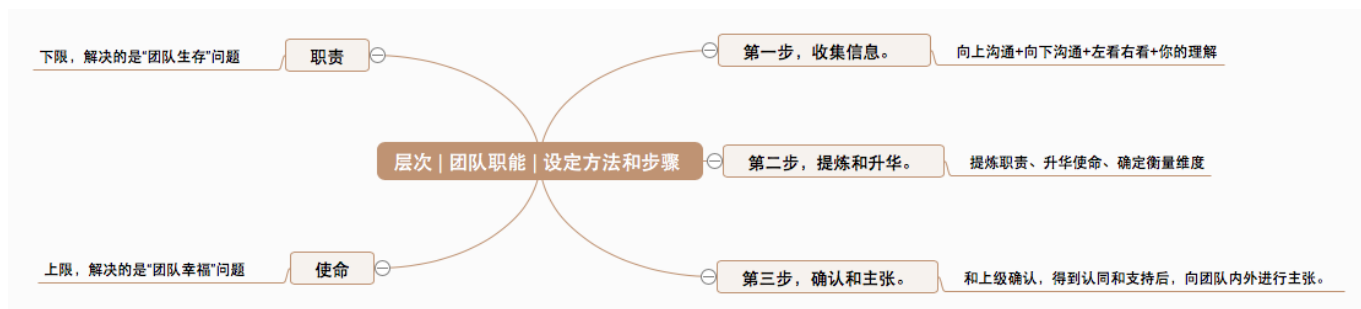 下限，解决的是“团队生存”问题
职责
第一步，收集信息。
向上沟通+向下沟通+左看右看+你的理解
层次 | 团队职能 | 设定方法和步骤
第二步，提炼和升华。
提炼职责、升华使命、确定衡量维度
上限，解决的是“团队幸福”问题
使命
第三步，确认和主张。
和上级确认，得到认同和支持后，向团队内外进行主张。